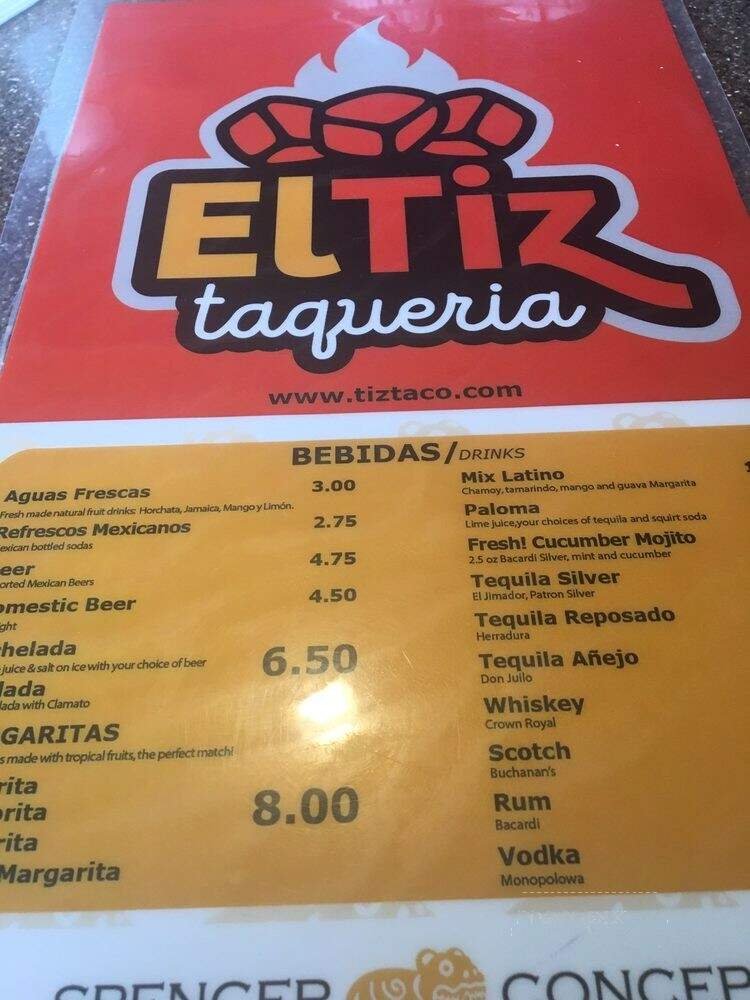 ElTiz
taqueria
www.tiztaco.com
BEBIDAS/DRINKS
Aguas Frescas 3.00
Fresh made natural fruit drinks: Horchata, Jamaica, Mango y Limón.
Refrescos Mexicanos 2.75
exican bottled sodas
eer 4.75
orted Mexican Beers
omestic Beer 4.50
ght
helada 6.50
juice & salt on ice with your choice of beer
lada
lada with Clamato
GARITAS
s made with tropical fruits, the perfect match!
rita
orita 8.00
rita
Margarita
Mix Latino
Chamoy, tamarindo, mango and guava Margarita
Paloma
Lime juice,your choices of tequila and squirt soda
Fresh! Cucumber Mojito
2.5 oz Bacardi Silver, mint and cucumber
Tequila Silver
El Jimador, Patron Silver
Tequila Reposado
Herradura
Tequila Añejo
Don Julio
Whiskey
Crown Royal
Scotch
Buchanan's
Rum
Bacardi
Vodka
Monopolowa
SPENCER CONCEP